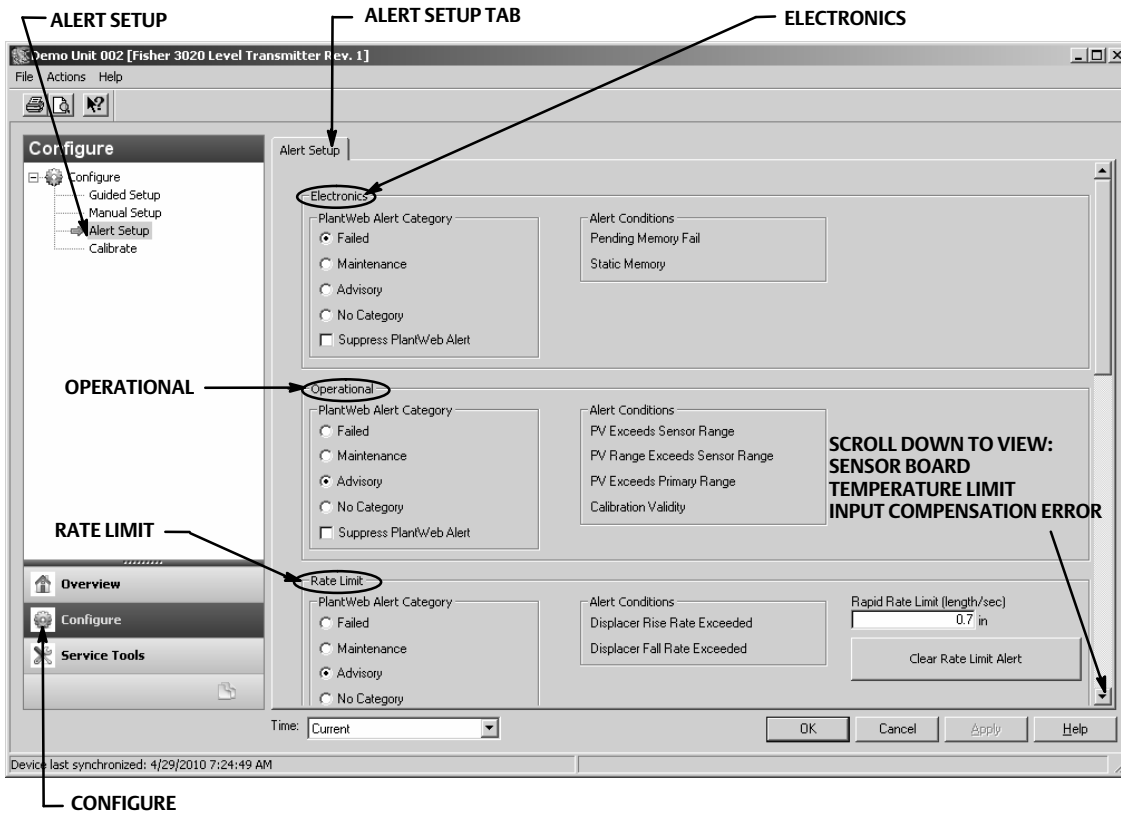 ALERT SETUP
ALERT SETUP TAB
ELECTRONICS
Demo Unit 002 [Fisher 3020 Level Transmitter Rev. 1]
File Actions Help
Configure
Configure
Guided Setup
Manual Setup
Alert Setup
Calibrate
Alert Setup
Electronics
PlantWeb Alert Category
Failed
Maintenance
Advisory
No Category
Suppress PlantWeb Alert
Alert Conditions
Pending Memory Fail
Static Memory
OPERATIONAL
Operational
PlantWeb Alert Category
Failed
Maintenance
Advisory
No Category
Suppress PlantWeb Alert
Alert Conditions
PV Exceeds Sensor Range
PV Range Exceeds Sensor Range
PV Exceeds Primary Range
Calibration Validity
SCROLL DOWN TO VIEW:
SENSOR BOARD
TEMPERATURE LIMIT
INPUT COMPENSATION ERROR
RATE LIMIT
Rate Limit
PlantWeb Alert Category
Failed
Maintenance
Advisory
No Category
Alert Conditions
Displacer Rise Rate Exceeded
Displacer Fall Rate Exceeded
Rapid Rate Limit (length/sec)
0.7 in
Clear Rate Limit Alert
Overview
Configure
Service Tools
Time: Current
OK Cancel Apply Help
Device last synchronized: 4/29/2010 7:24:49 AM
CONFIGURE